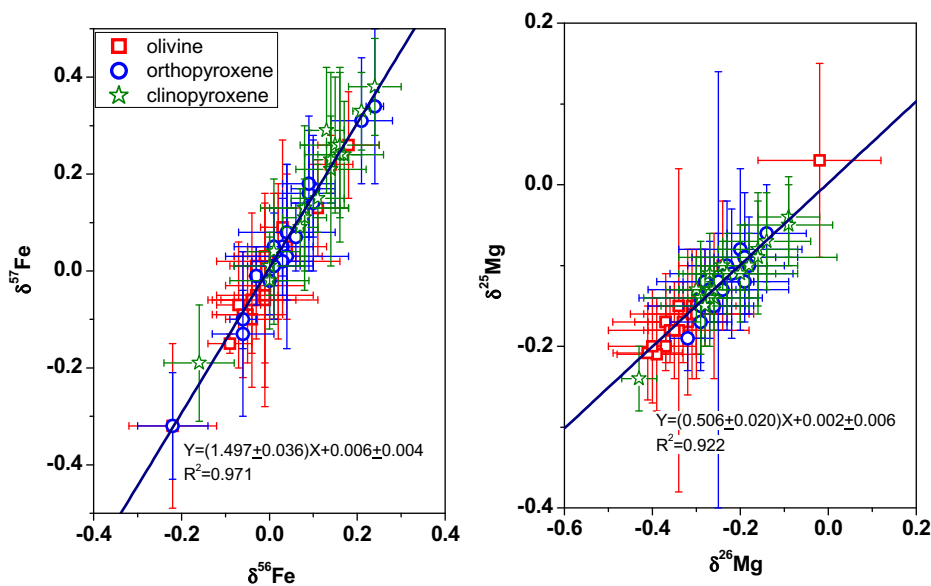 olivine
orthopyroxene
clinopyroxene
0.4
0.2
0.0
-0.2
-0.4
δ⁵⁷Fe
Y=(1.497±0.036)X+0.006±0.004
R²=0.971
-0.4
-0.2
0.0
0.2
0.4
δ⁵⁶Fe
0.2
0.0
-0.2
-0.4
δ²⁵Mg
Y=(0.506±0.020)X+0.002±0.006
R²=0.922
-0.6
-0.4
-0.2
0.0
0.2
δ²⁶Mg